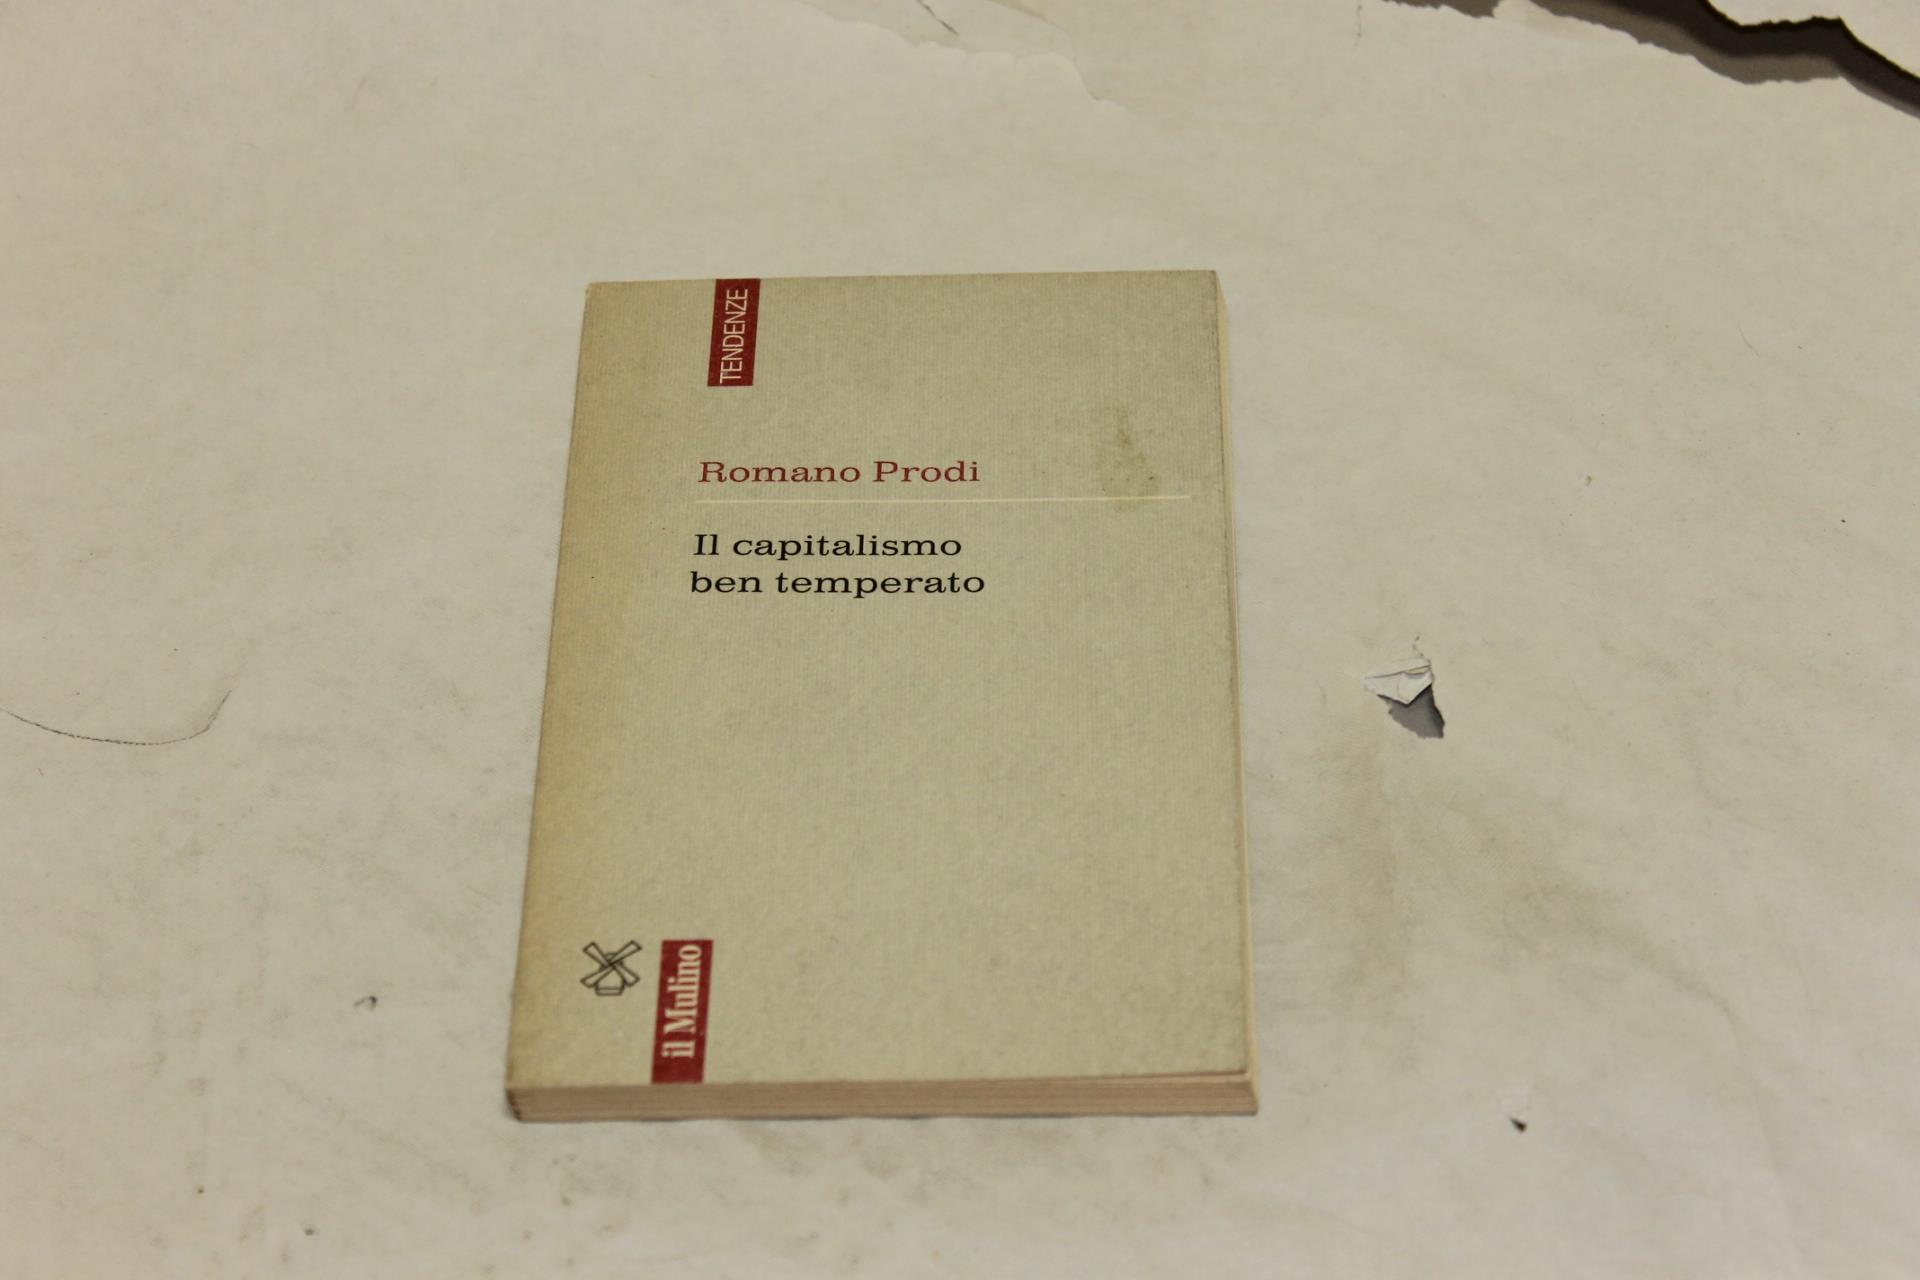 TENDENZE
Romano Prodi
Il capitalismo
ben temperato
il Mulino